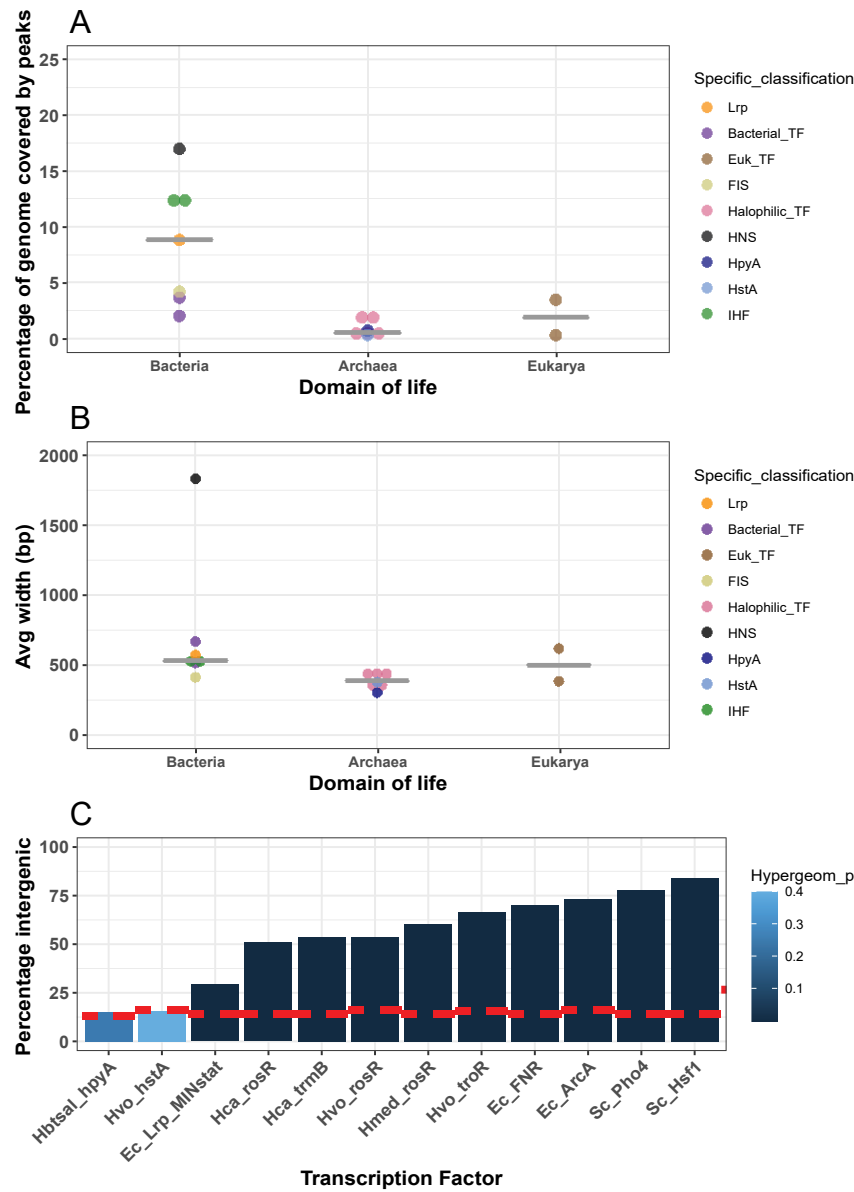 A
Percentage of genome covered by peaks
25
20
15
10
5
0
Bacteria
Archaea
Eukarya
Domain of life
Specific_classification
Lrp
Bacterial_TF
Euk_TF
FIS
Halophilic_TF
HNS
HpyA
HstA
IHF
B
Avg width (bp)
2000
1500
1000
500
0
Bacteria
Archaea
Eukarya
Domain of life
Specific_classification
Lrp
Bacterial_TF
Euk_TF
FIS
Halophilic_TF
HNS
HpyA
HstA
IHF
C
Percentage intergenic
100
75
50
25
0
Hbtsal_hpyA
Hvo_hstA
Ec_Lrp_MINstat
Hca_rosR
Hca_trmB
Hvo_rosR
Hmed_rosR
Hvo_troR
Ec_FNR
Ec_ArcA
Sc_Pho4
Sc_Hsf1
Transcription Factor
Hypergeom_p
0.4
0.3
0.2
0.1